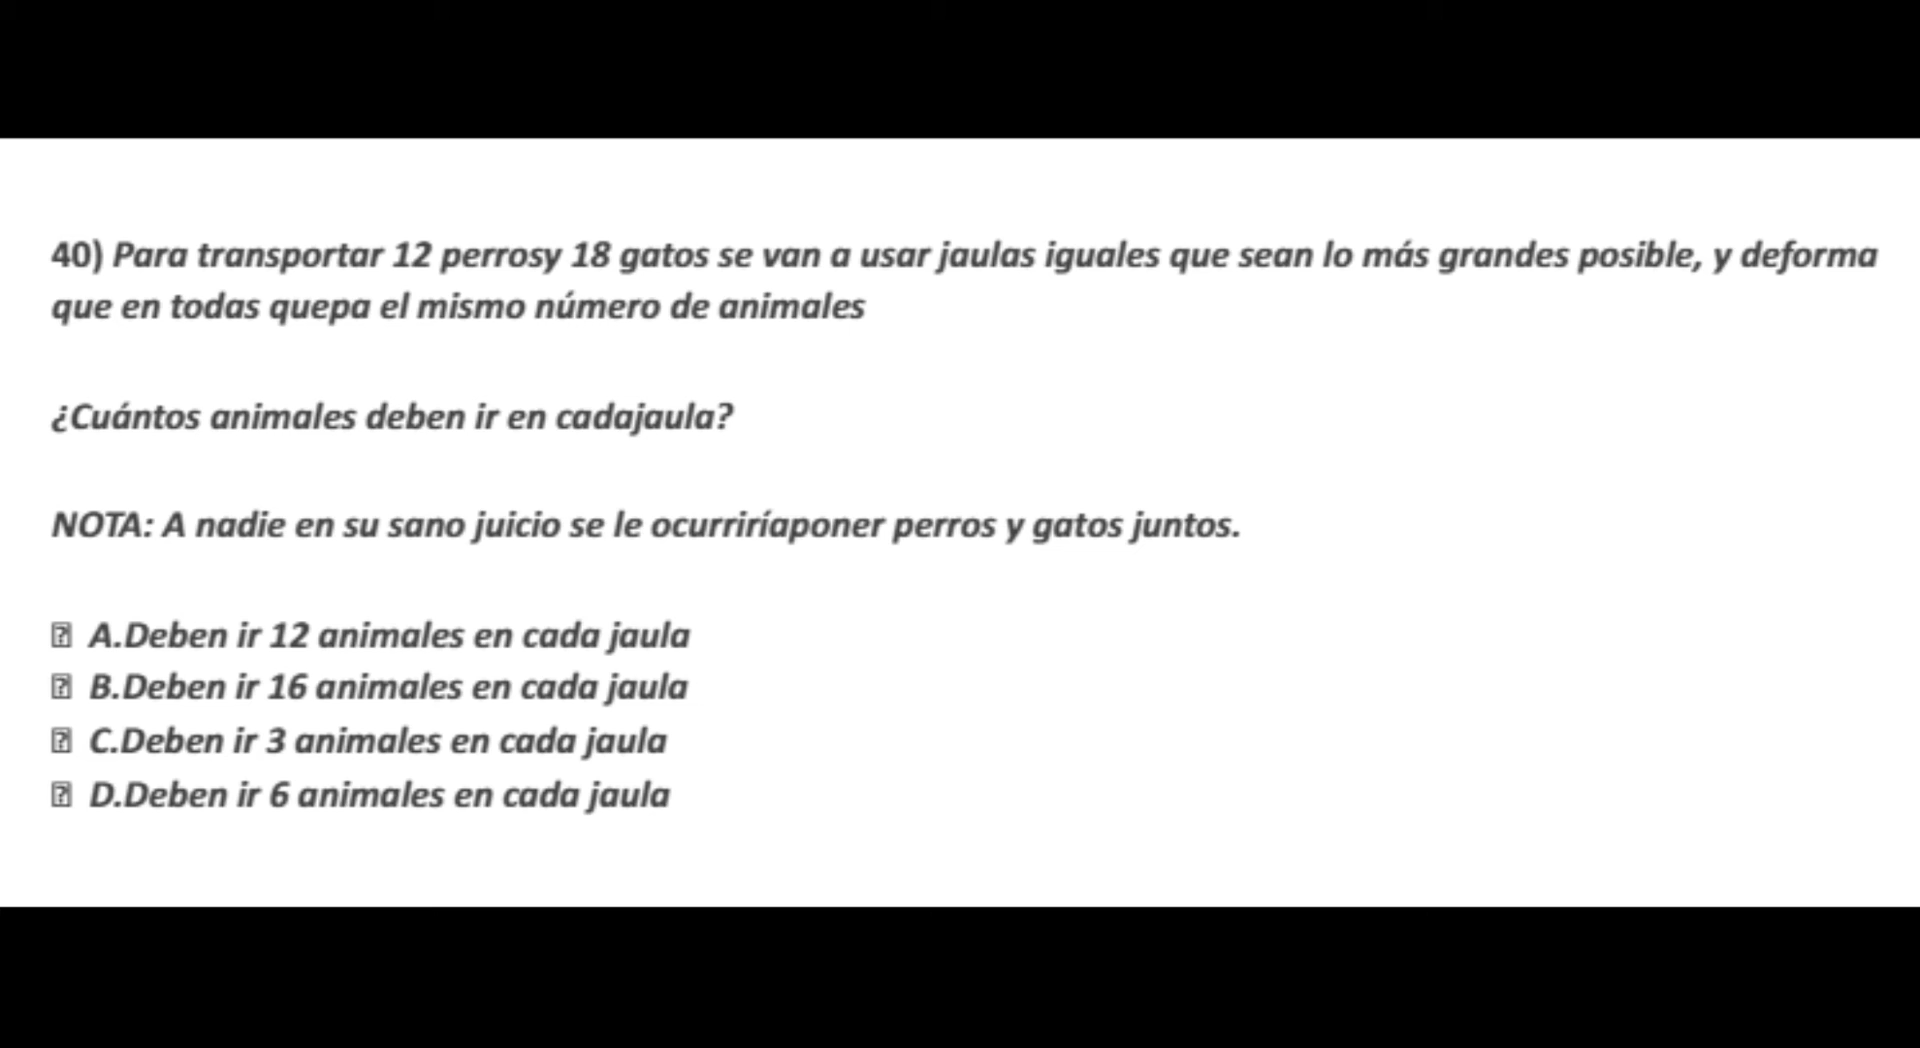 40) Para transportar 12 perrosy 18 gatos se van a usar jaulas iguales que sean lo más grandes posible, y deforma
que en todas quepa el mismo número de animales
¿Cuántos animales deben ir en cadajaula?
NOTA: A nadie en su sano juicio se le ocurriríaponer perros y gatos juntos.
A.Deben ir 12 animales en cada jaula
B.Deben ir 16 animales en cada jaula
C.Deben ir 3 animales en cada jaula
D.Deben ir 6 animales en cada jaula